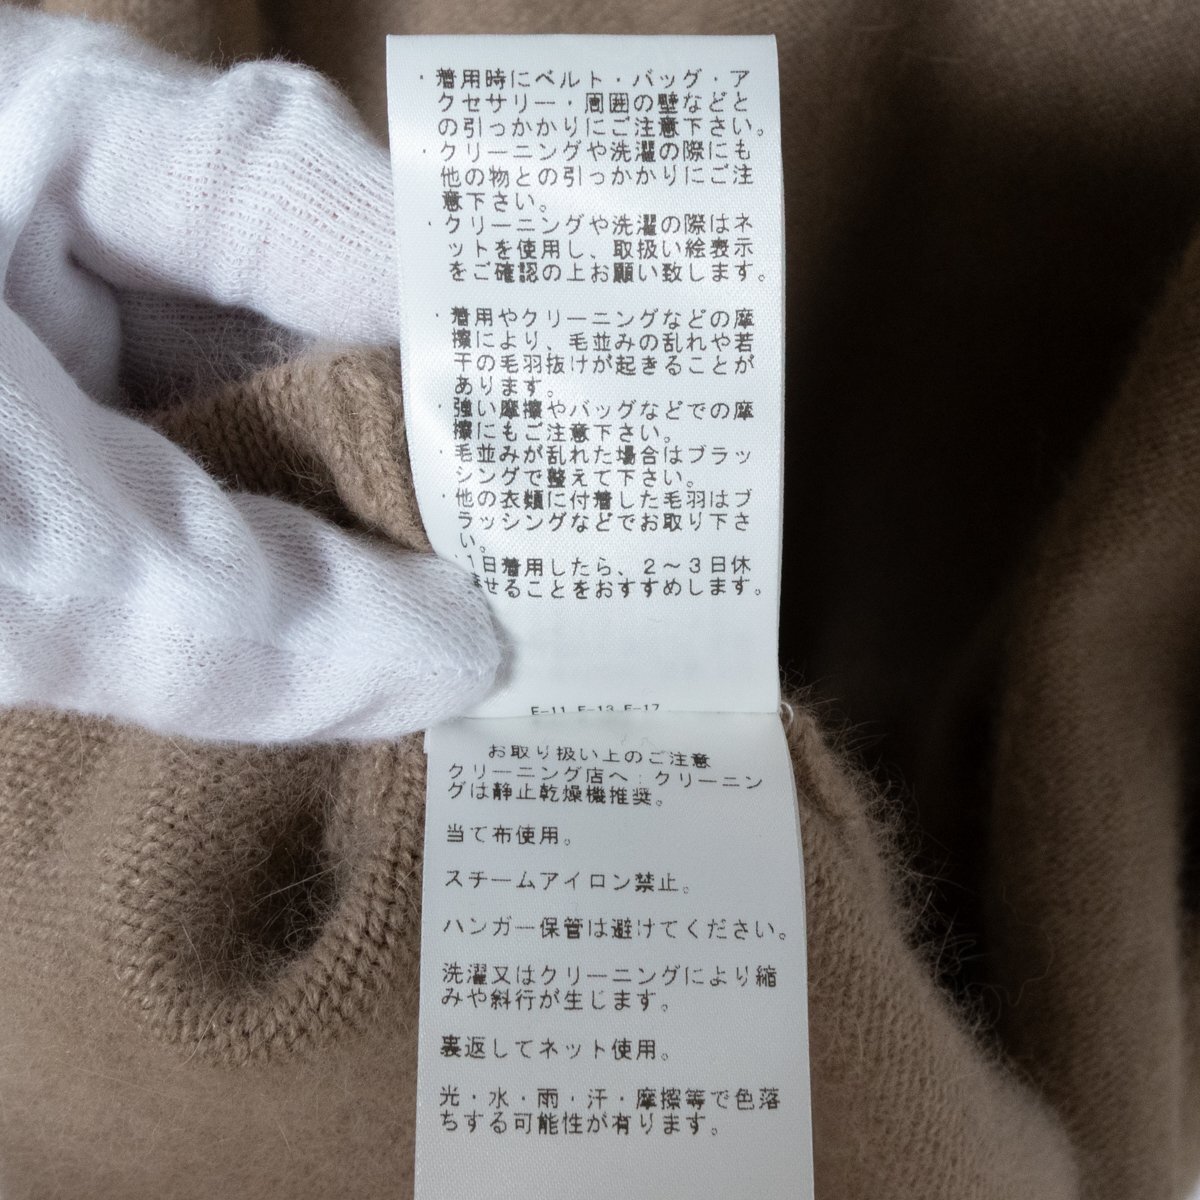 ・着用時にベルト・バッグ・ア
クセサリー・周囲の壁などと
の引っかかりにご注意下さい。
・クリーニングや洗濯の際にも
他の物との引っかかりにご注
意下さい。
・クリーニングや洗濯の際はネ
ットを使用し、取扱い絵表示
をご確認の上お願い致します。
・着用やクリーニングなどの摩
擦により、毛並みの乱れや若
干の毛羽抜けが起きることが
あります。
・強い摩擦やバッグなどでの摩
擦にもご注意下さい。
・毛並みが乱れた場合はブラッ
シングで整えて下さい。
・他の衣類に付着した毛羽はブ
ラッシングなどでお取り下さ
い。
1日着用したら、2～3日休
ませることをおすすめします。
F-11 F-13 F-17
お取り扱い上のご注意
クリーニング店へ:クリーニン
グは静止乾燥機推奨。
当て布使用。
スチームアイロン禁止。
ハンガー保管は避けてください。
洗濯又はクリーニングにより縮
みや斜行が生じます。
裏返してネット使用。
光・水・雨・汗・摩擦等で色落
ちする可能性が有ります。